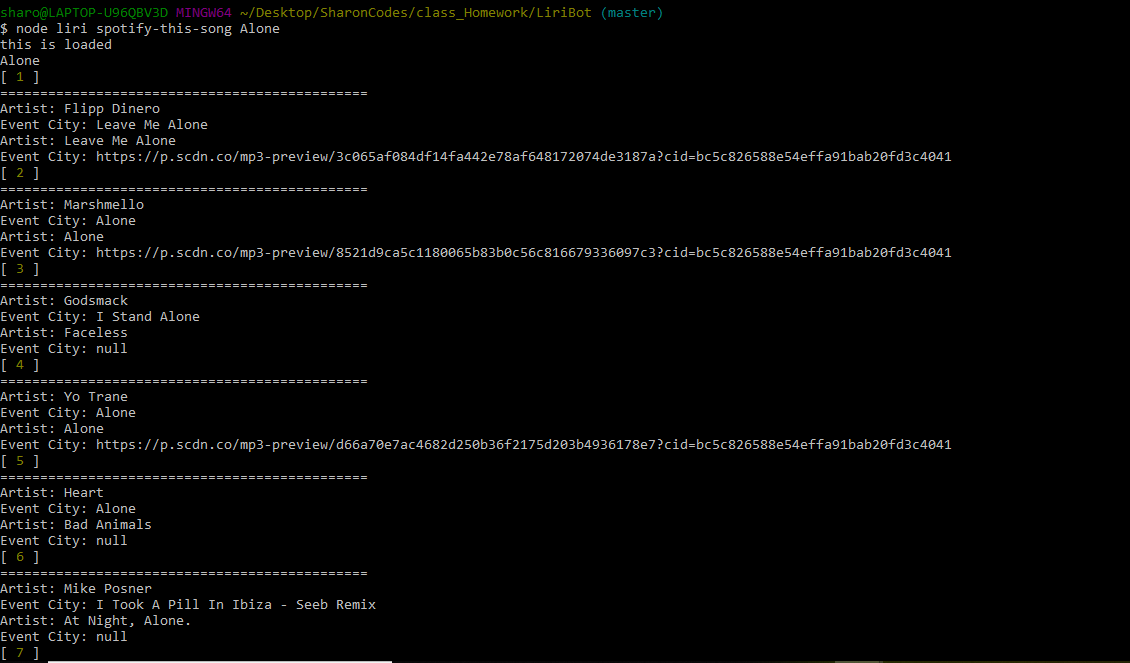 sharo@LAPTOP-U96QBV3D MINGW64 ~/Desktop/SharonCodes/class_Homework/LiriBot (master)
$ node liri spotify-this-song Alone
this is loaded
Alone
[ 1 ]
==============================================
Artist: Flipp Dinero
Event City: Leave Me Alone
Artist: Leave Me Alone
Event City: https://p.scdn.co/mp3-preview/3c065af084df14fa442e78af648172074de3187a?cid=bc5c826588e54effa91bab20fd3c4041
[ 2 ]
==============================================
Artist: Marshmello
Event City: Alone
Artist: Alone
Event City: https://p.scdn.co/mp3-preview/8521d9ca5c1180065b83b0c56c816679336097c3?cid=bc5c826588e54effa91bab20fd3c4041
[ 3 ]
==============================================
Artist: Godsmack
Event City: I Stand Alone
Artist: Faceless
Event City: null
[ 4 ]
==============================================
Artist: Yo Trane
Event City: Alone
Artist: Alone
Event City: https://p.scdn.co/mp3-preview/d66a70e7ac4682d250b36f2175d203b4936178e7?cid=bc5c826588e54effa91bab20fd3c4041
[ 5 ]
==============================================
Artist: Heart
Event City: Alone
Artist: Bad Animals
Event City: null
[ 6 ]
==============================================
Artist: Mike Posner
Event City: I Took A Pill In Ibiza - Seeb Remix
Artist: At Night, Alone.
Event City: null
[ 7 ]